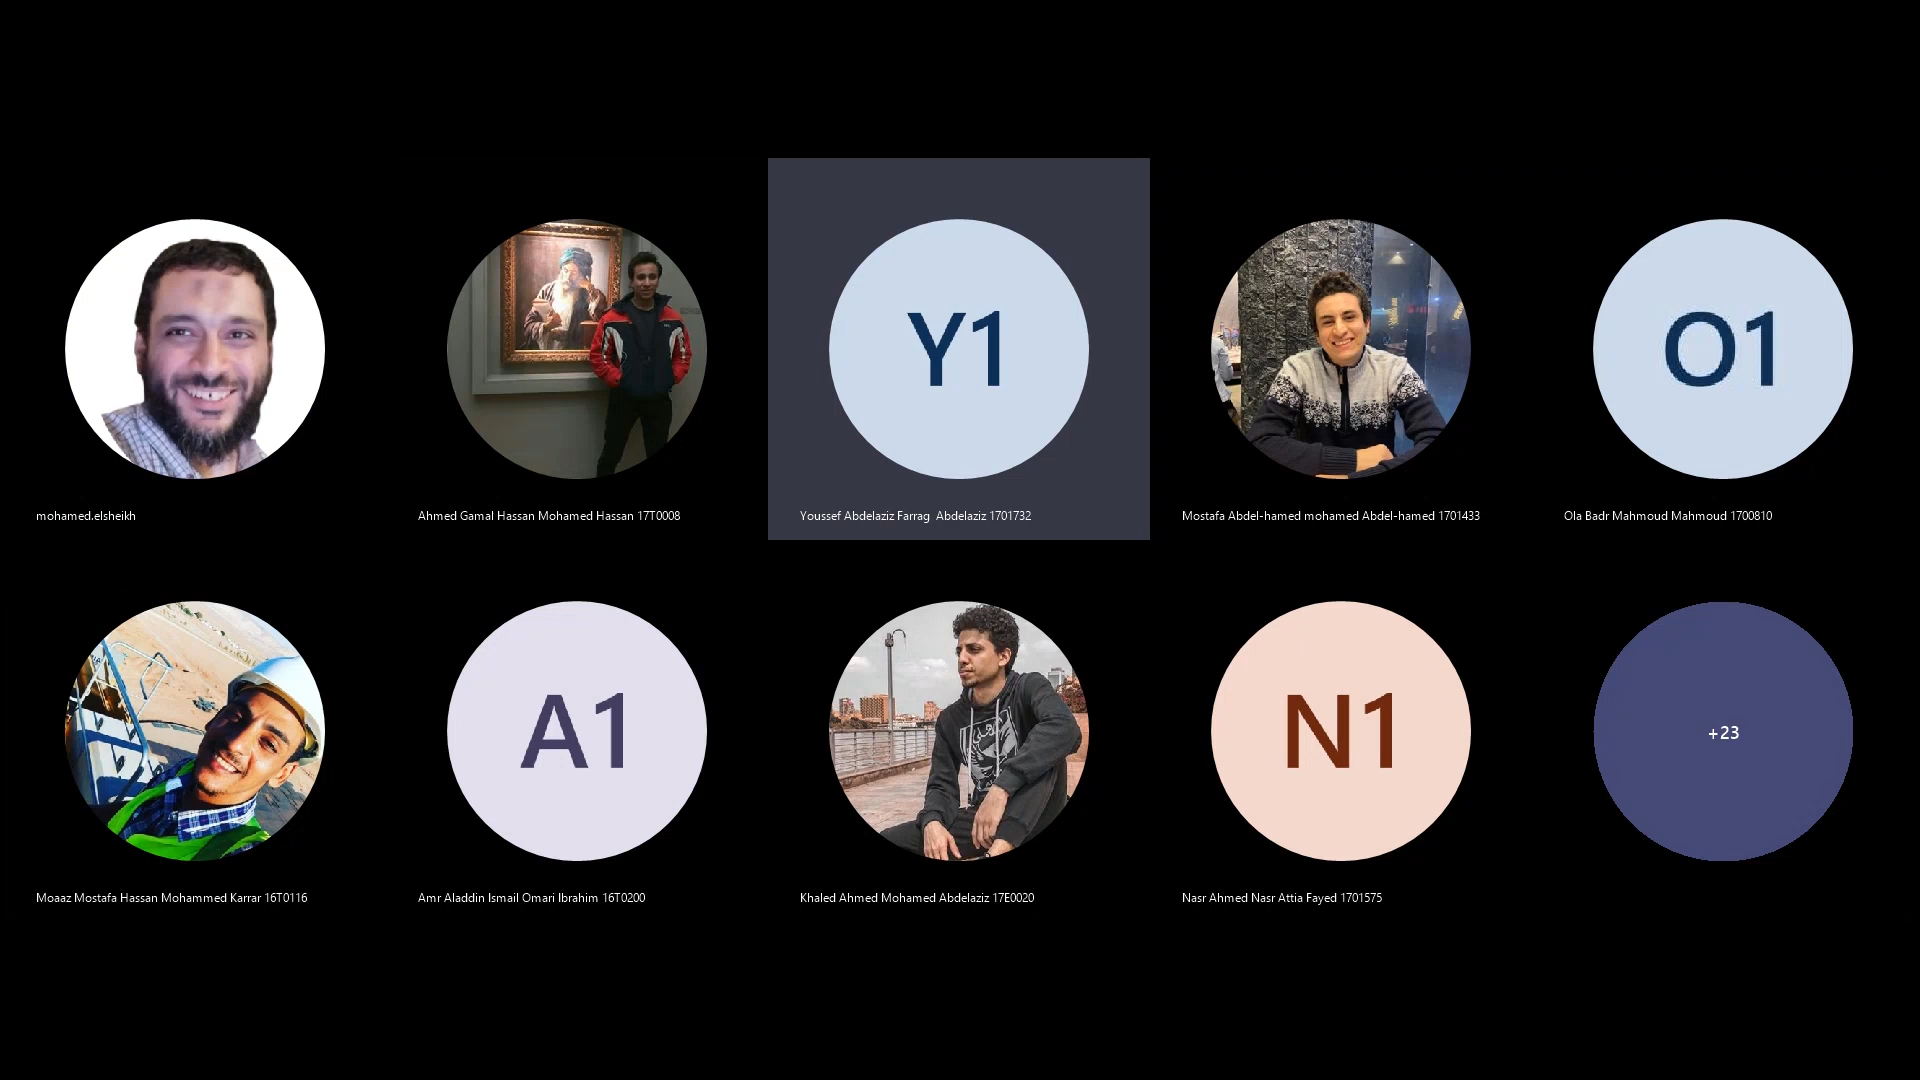 Y1
O1
mohamed.elsheikh
Ahmed Gamal Hassan Mohamed Hassan 17T0008
Youssef Abdelaziz Farrag  Abdelaziz 1701732
Mostafa Abdel-hamed mohamed Abdel-hamed 1701433
Ola Badr Mahmoud Mahmoud 1700810
A1
N1
+23
Moaaz Mostafa Hassan Mohammed Karrar 16T0116
Amr Aladdin Ismail Omari Ibrahim 16T0200
Khaled Ahmed Mohamed Abdelaziz 17E0020
Nasr Ahmed Nasr Attia Fayed 1701575